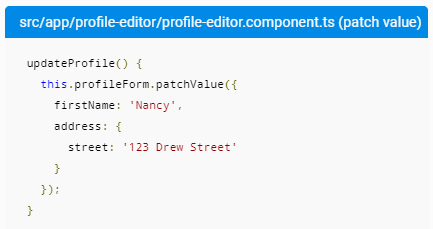 src/app/profile-editor/profile-editor.component.ts (patch value)
updateProfile() {
  this.profileForm.patchValue({
    firstName: 'Nancy',
    address: {
      street: '123 Drew Street'
    }
  });
}